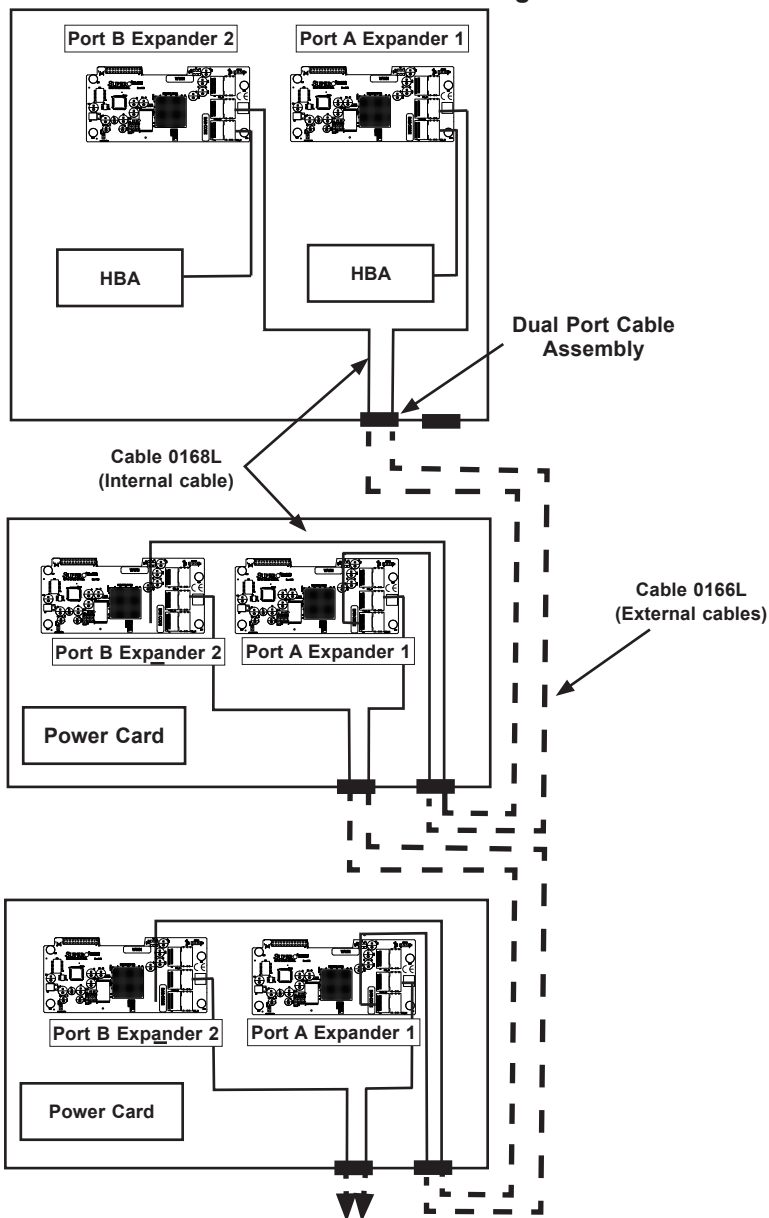 g
Port B Expander 2
Port A Expander 1
HBA
HBA
Dual Port Cable
Assembly
Cable 0168L
(Internal cable)
Port B Expander 2
Port A Expander 1
Power Card
Cable 0166L
(External cables)
Port B Expander 2
Port A Expander 1
Power Card